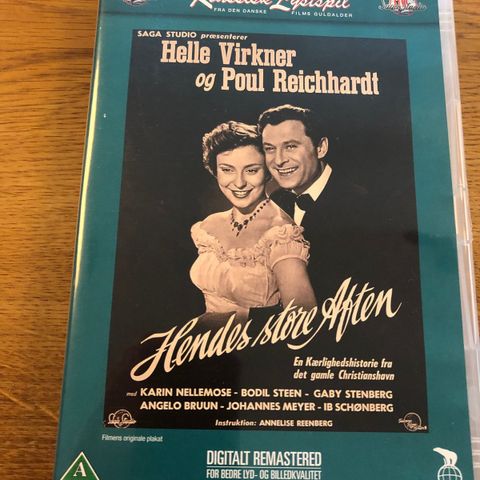 Klassisk Lystspil
FRA DEN DANSKE FILMS GULDALDER
SAGA STUDIO præsenterer
Helle Virkner
og Poul Reichhardt
Hendes store Aften
En Kærlighedshistorie fra
det gamle Christianshavn
med KARIN NELLEMOSE - BODIL STEEN - GABY STENBERG
ANGELO BRUUN - JOHANNES MEYER - IB SCHØNBERG
Instruktion: ANNELISE REENBERG
Filmens originale plakat
A
DIGITALT REMASTERED
FOR BEDRE LYD- OG BILLEDKVALITET